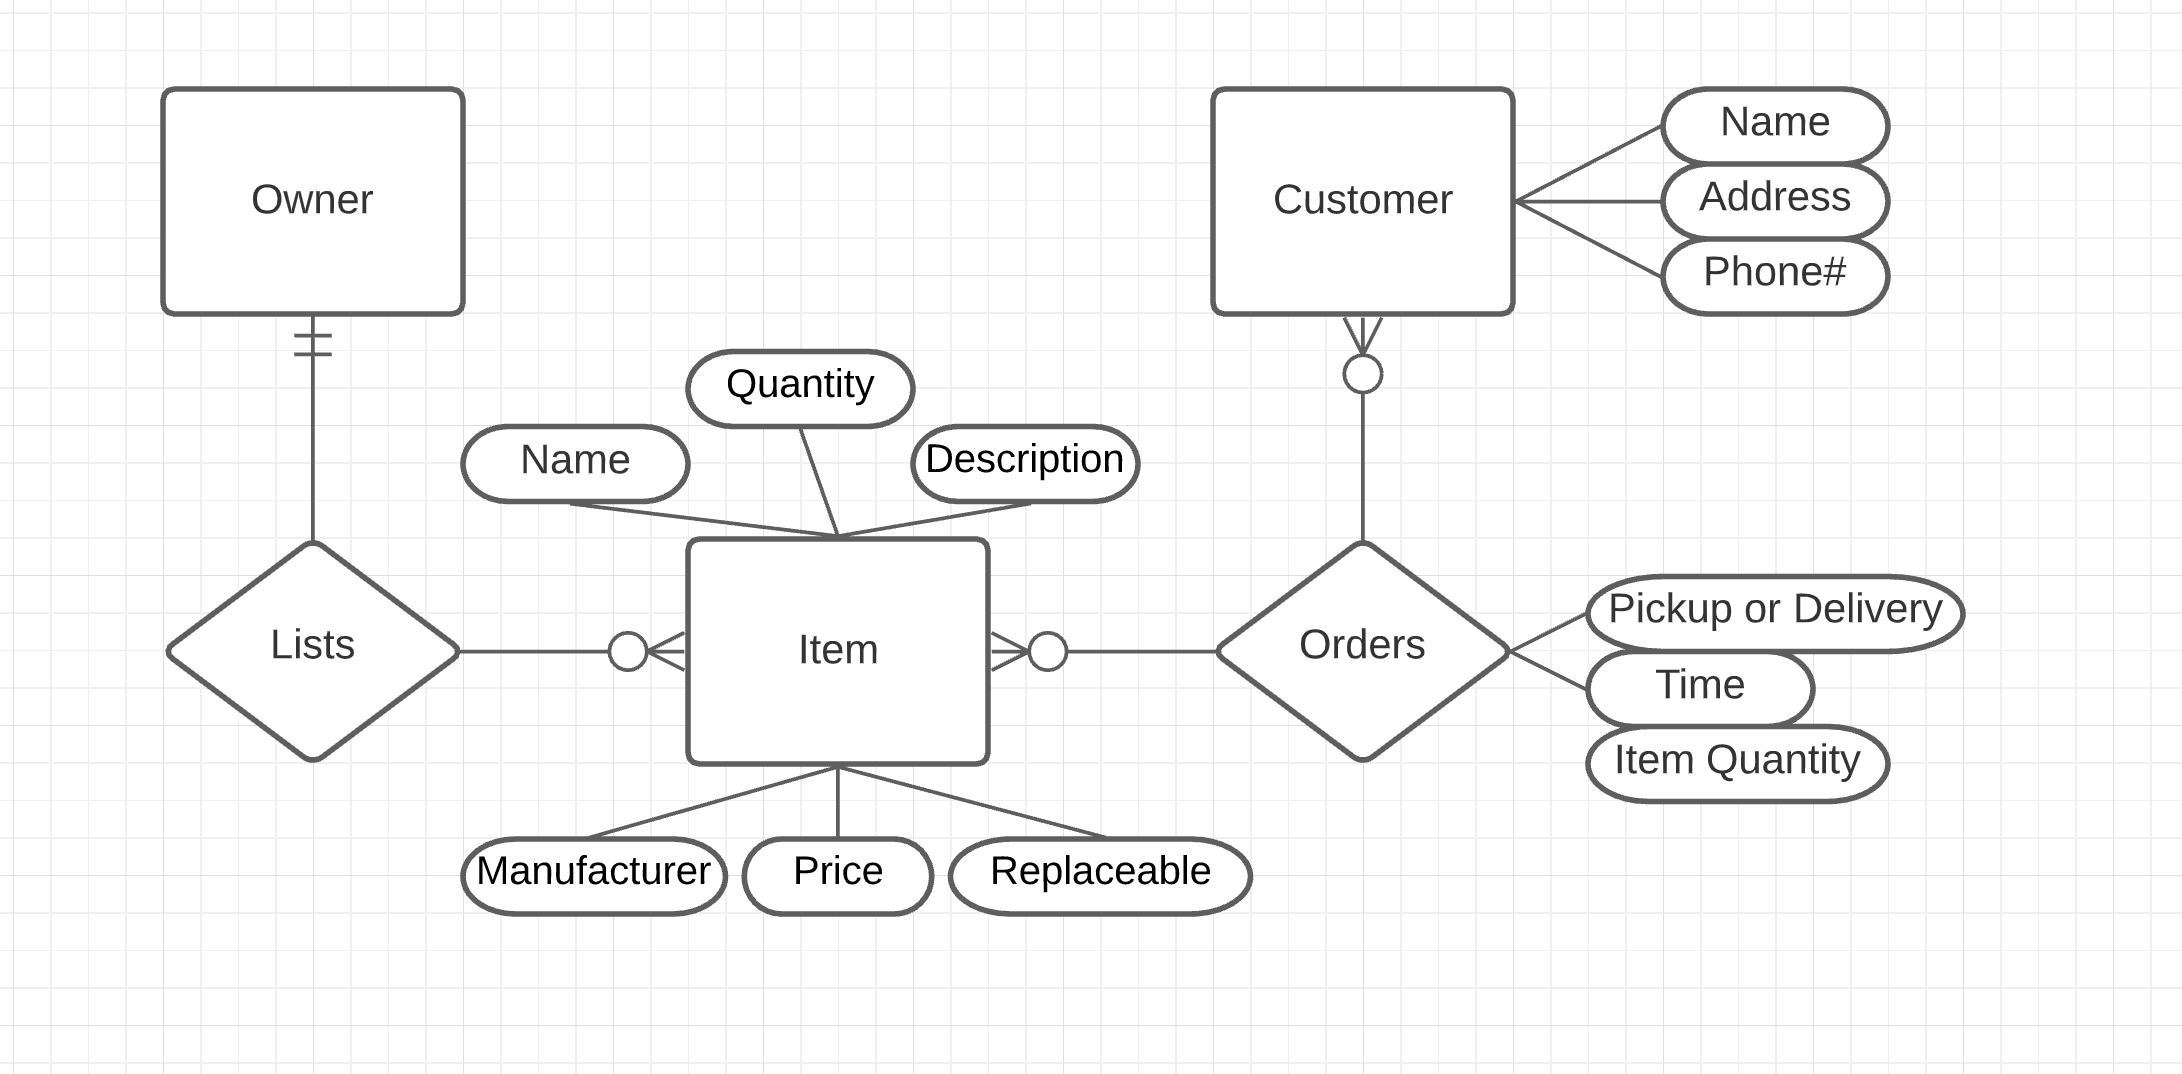 Owner
Customer
Name
Address
Phone#
Quantity
Name
Description
Lists
Item
Orders
Pickup or Delivery
Time
Item Quantity
Manufacturer
Price
Replaceable